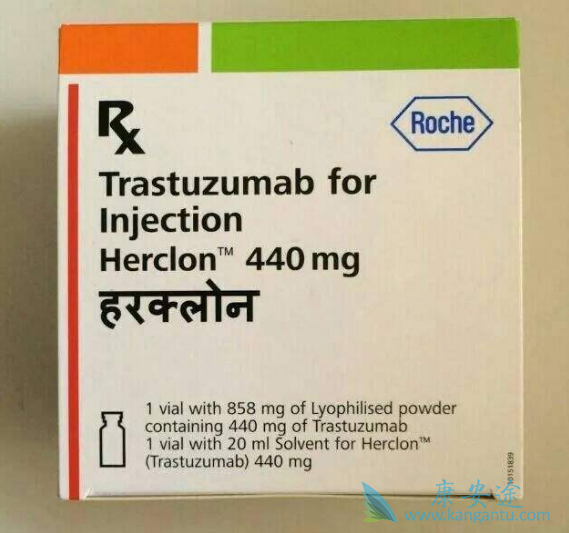 Rx
Roche
Trastuzumab for
Injection
Herclon™ 440 mg
हरक्लोन
1 vial with 858 mg of Lyophilised powder
containing 440 mg of Trastuzumab
1 vial with 20 ml Solvent for Herclon™
(Trastuzumab) 440 mg
10151839
康安途
www.kangantu.com